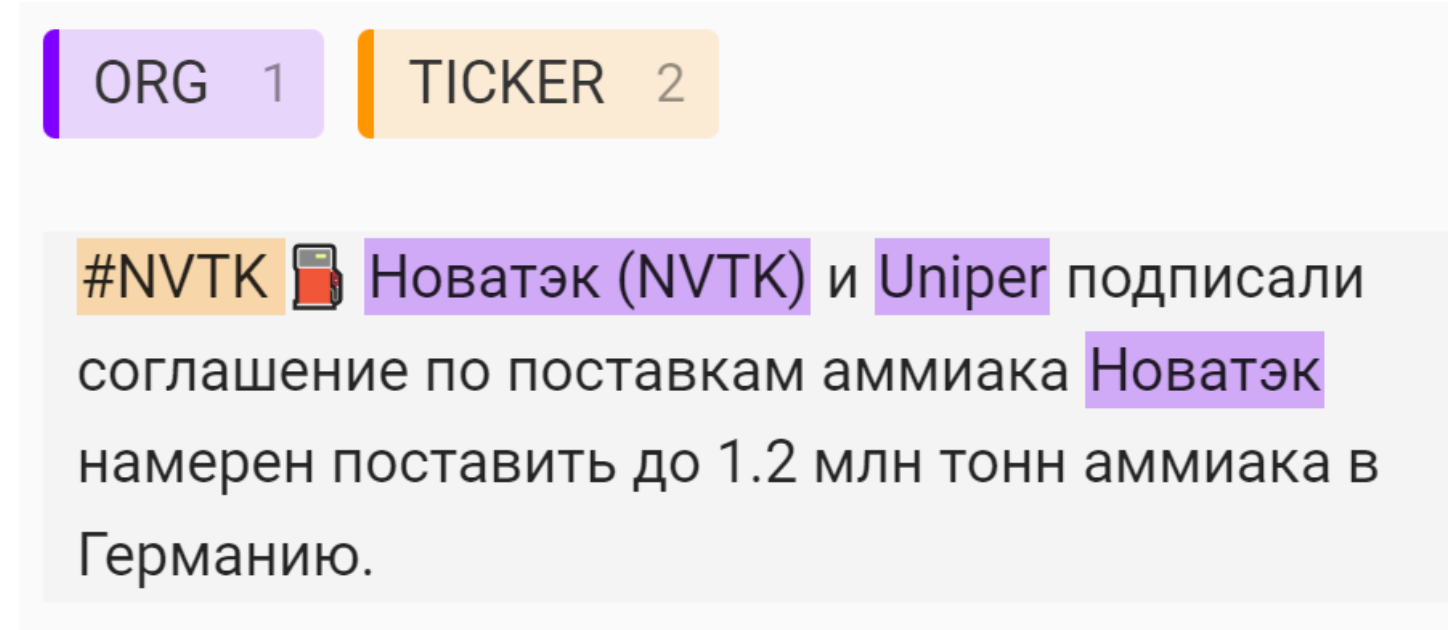 ORG 1 TICKER 2
#NVTK⛽ Новатэк (NVTK) и Uniper подписали
соглашение по поставкам аммиака Новатэк
намерен поставить до 1.2 млн тонн аммиака в
Германию.